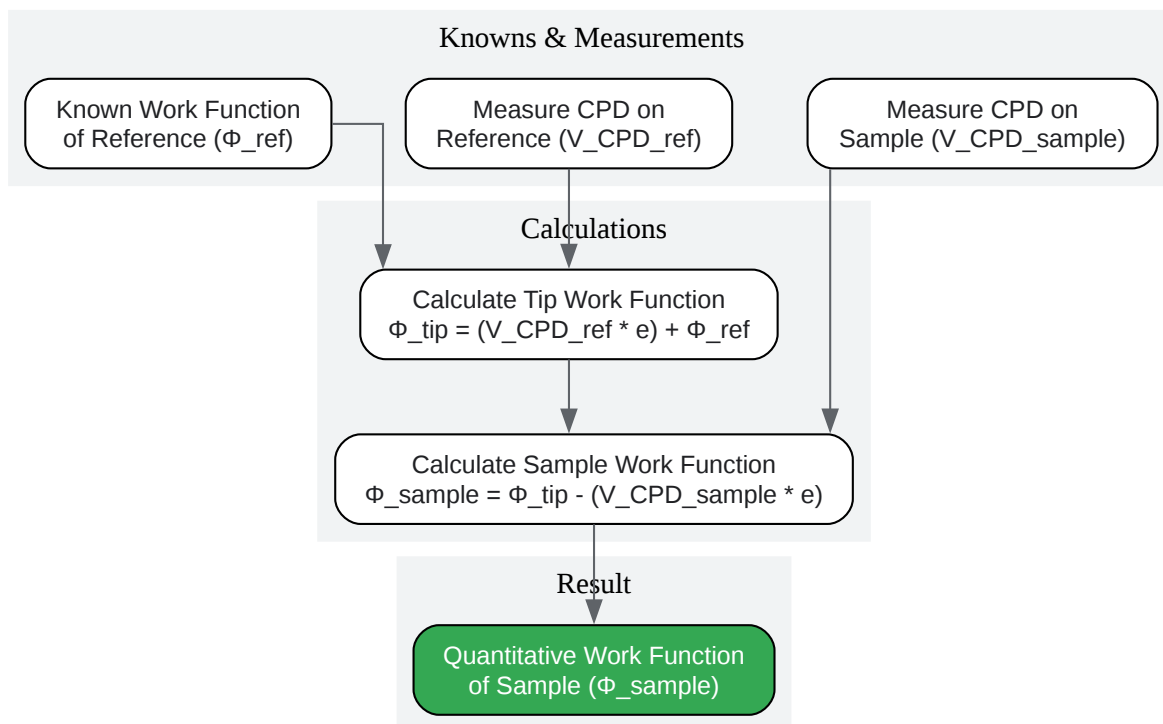 Knowns & Measurements
Known Work Function
of Reference (Φ_ref)
Measure CPD on
Reference (V_CPD_ref)
Measure CPD on
Sample (V_CPD_sample)
Calculations
Calculate Tip Work Function
Φ_tip = (V_CPD_ref * e) + Φ_ref
Calculate Sample Work Function
Φ_sample = Φ_tip - (V_CPD_sample * e)
Result
Quantitative Work Function
of Sample (Φ_sample)